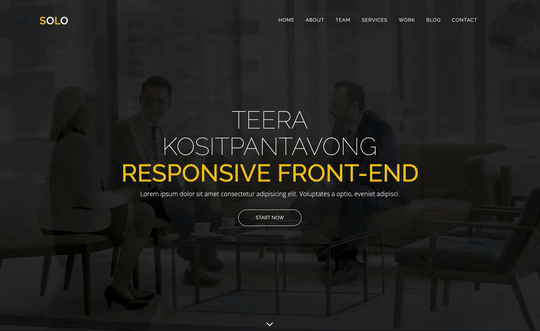 SOLO
HOME ABOUT TEAM SERVICES WORK BLOG CONTACT
TEERA
KOSITPANTAVONG
RESPONSIVE FRONT-END
Lorem ipsum dolor sit amet consectetur adipisicing elit. Voluptates a optio, eveniet adipisci.
START NOW